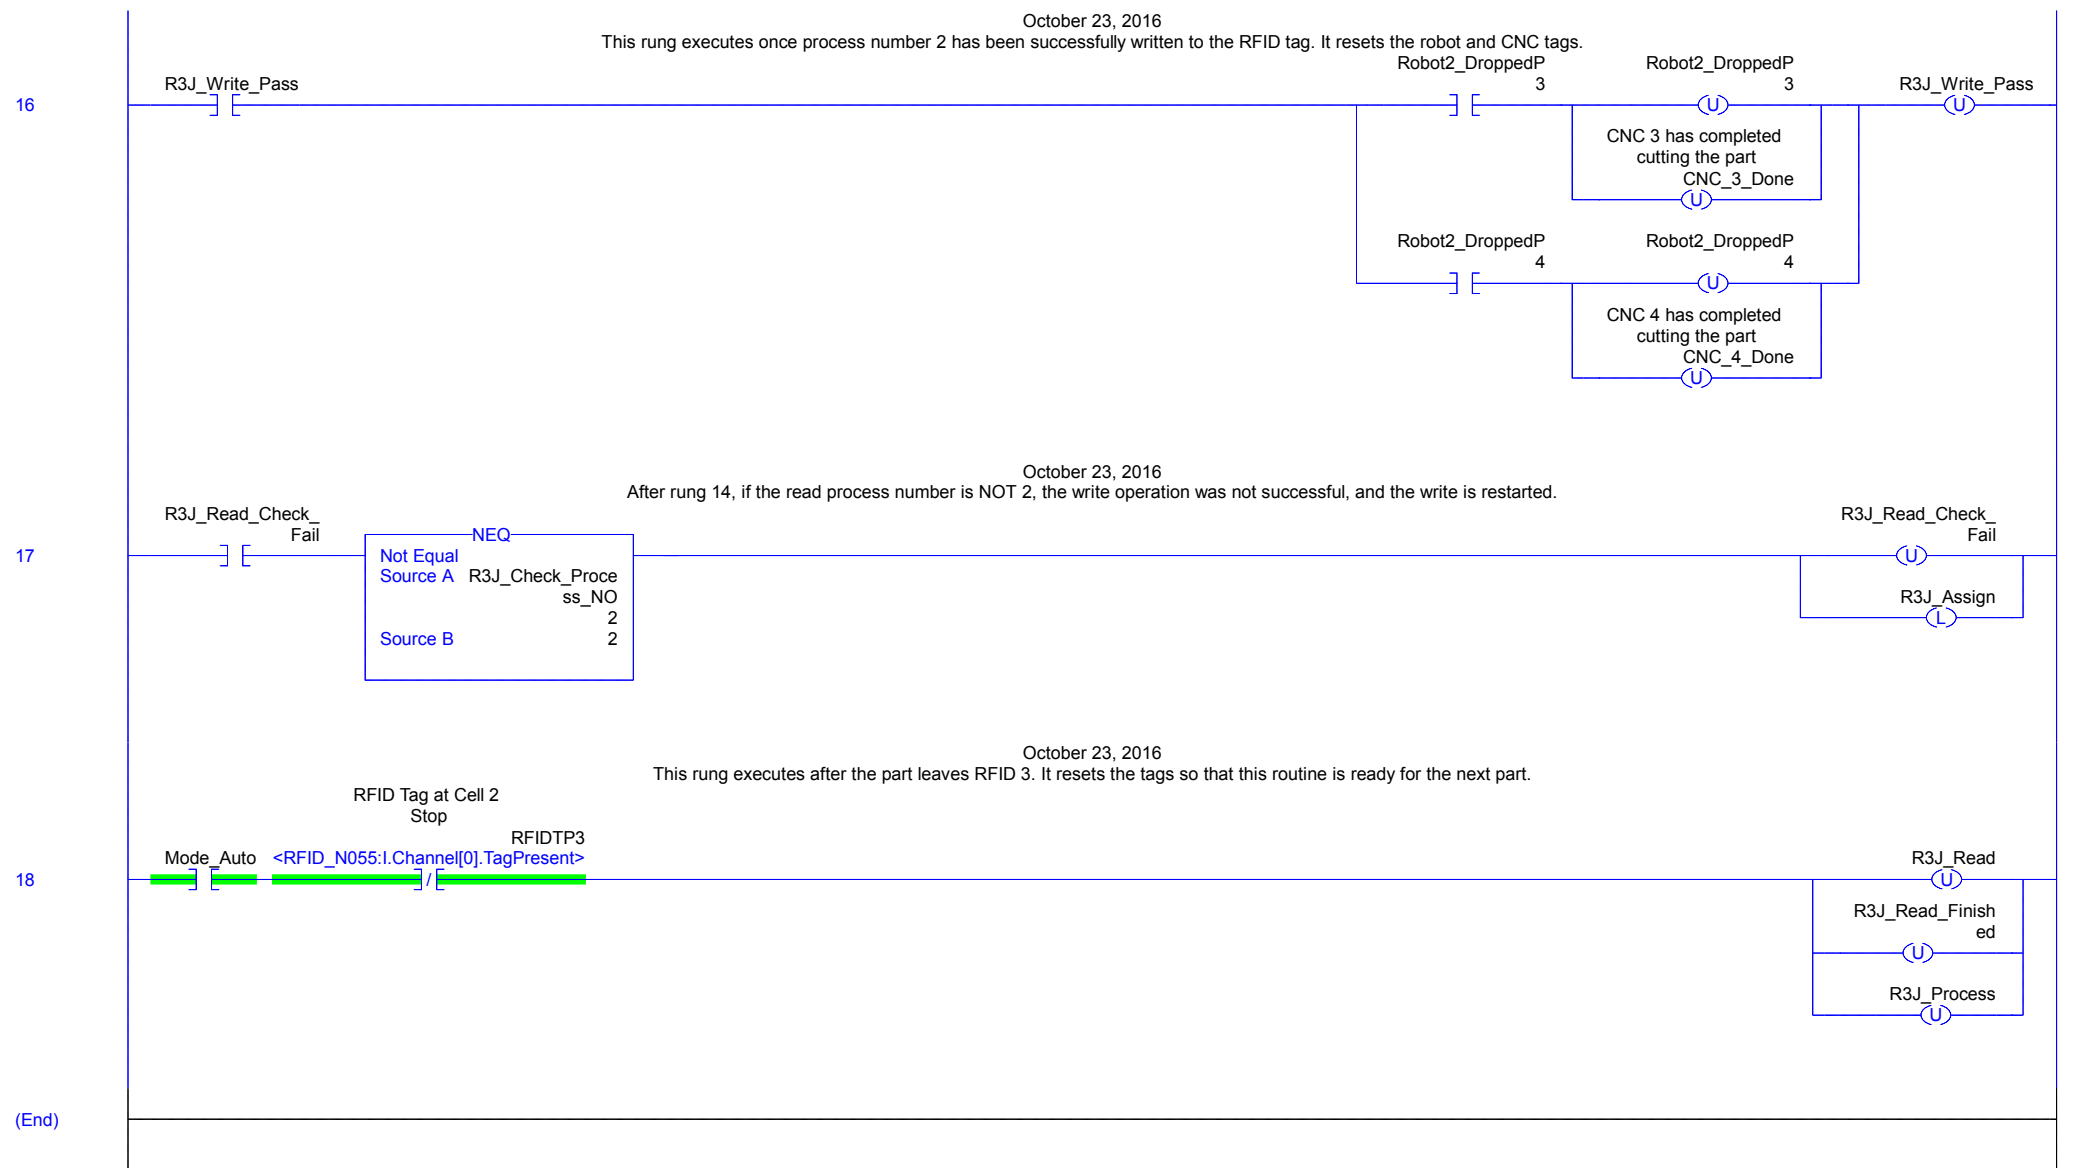 October 23, 2016
This rung executes once process number 2 has been successfully written to the RFID tag. It resets the robot and CNC tags.
16
R3J_Write_Pass
Robot2_DroppedP
3
Robot2_DroppedP
3
U
R3J_Write_Pass
U
CNC 3 has completed
cutting the part
CNC_3_Done
U
Robot2_DroppedP
4
Robot2_DroppedP
4
U
CNC 4 has completed
cutting the part
CNC_4_Done
U
October 23, 2016
After rung 14, if the read process number is NOT 2, the write operation was not successful, and the write is restarted.
17
R3J_Read_Check_
Fail
NEQ
Not Equal
Source A R3J_Check_Proce
ss_NO
2
Source B 2
R3J_Read_Check_
Fail
U
R3J_Assign
L
October 23, 2016
This rung executes after the part leaves RFID 3. It resets the tags so that this routine is ready for the next part.
18
Mode_Auto
RFID Tag at Cell 2
Stop
RFIDTP3
<RFID_N055:I.Channel[0].TagPresent>
/
R3J_Read
U
R3J_Read_Finish
ed
U
R3J_Process
U
(End)